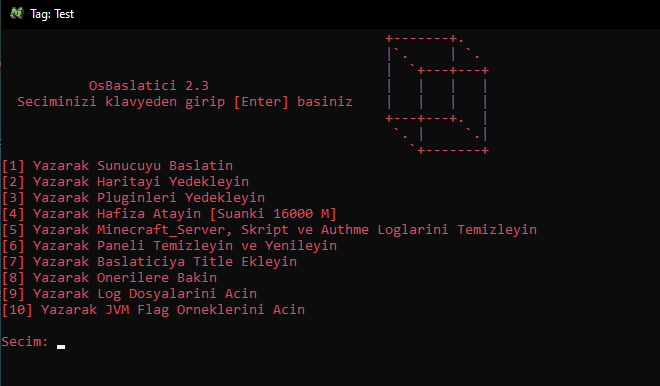 Tag: Test
OsBaslatici 2.3
Seciminizi klavyeden girip [Enter] basiniz
[1] Yazarak Sunucuyu Baslatin
[2] Yazarak Haritayi Yedekleyin
[3] Yazarak Pluginleri Yedekleyin
[4] Yazarak Hafiza Atayin [Suanki 16000 M]
[5] Yazarak Minecraft_Server, Skript ve Authme Loglarini Temizleyin
[6] Yazarak Paneli Temizleyin ve Yenileyin
[7] Yazarak Baslaticiya Title Ekleyin
[8] Yazarak Onerilere Bakin
[9] Yazarak Log Dosyalarini Acin
[10] Yazarak JVM Flag Orneklerini Acin
Secim: